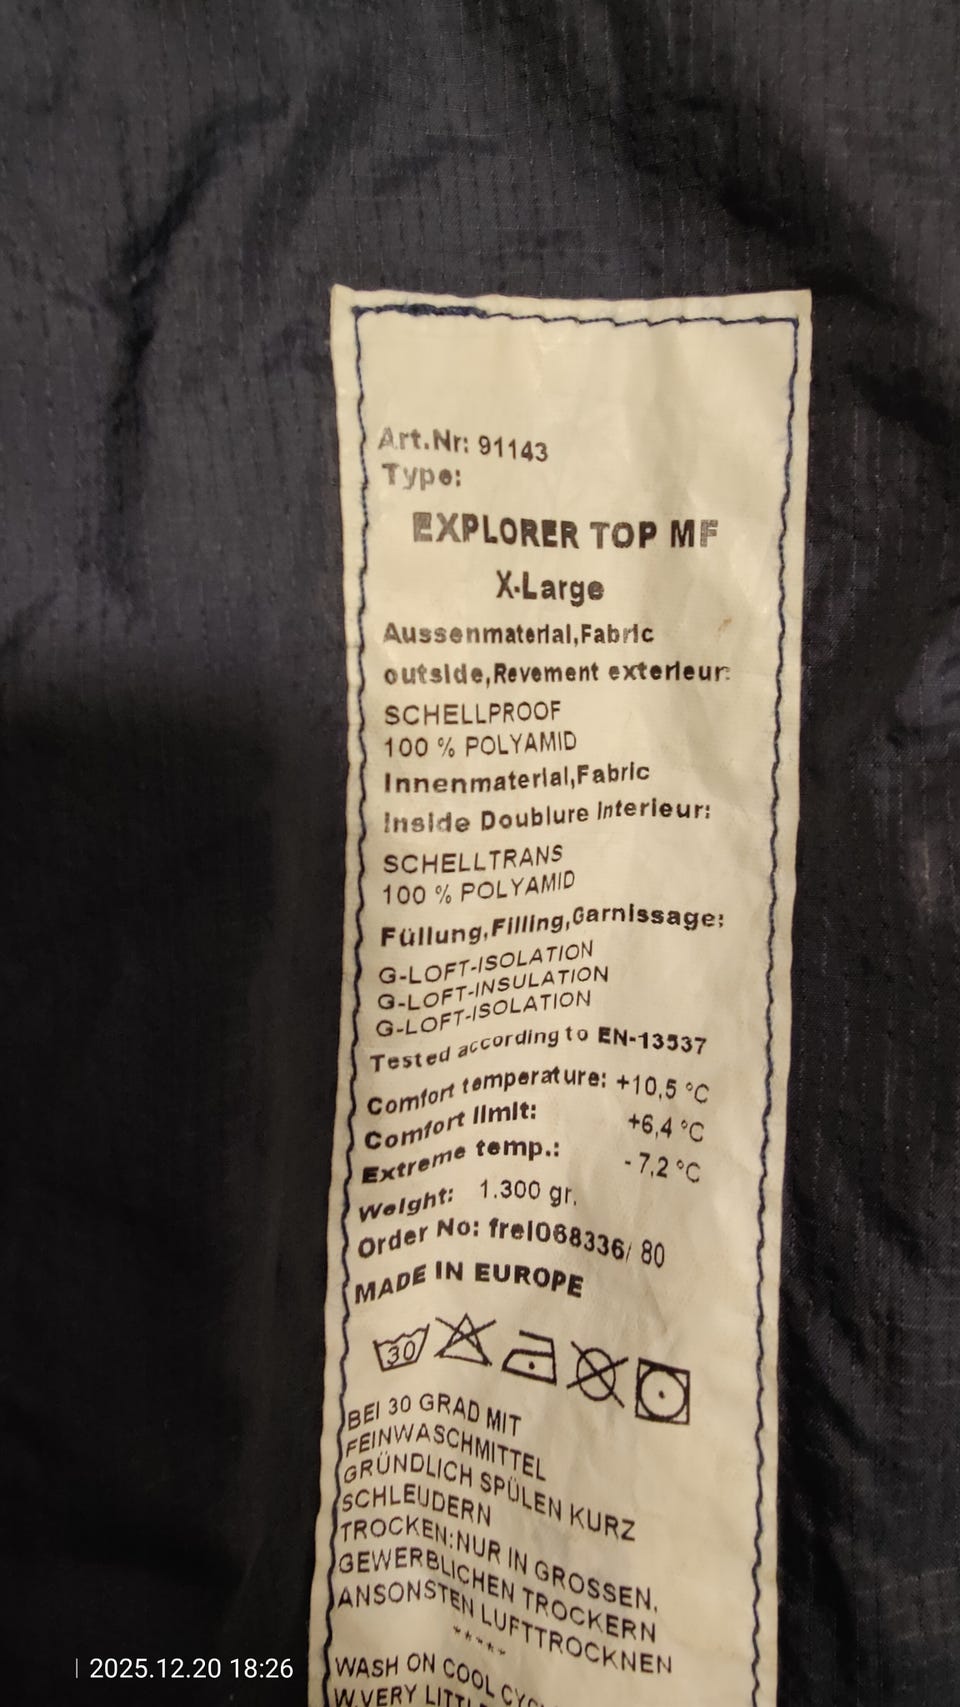 Art.Nr: 91143
Type:
EXPLORER TOP MF
X-Large
Aussenmaterial,Fabric
outside,Revement exterieur:
SCHELLPROOF
100 % POLYAMID
Innenmaterial,Fabric
Inside Doublure Interieur:
SCHELLTRANS
100 % POLYAMID
Füllung,Filling,Garnissage:
G-LOFT-ISOLATION
G-LOFT-INSULATION
G-LOFT-ISOLATION
Tested according to EN-13537
Comfort temperature: +10,5 °C
Comfort limit: +6,4 °C
Extreme temp.: - 7,2 °C
Weight: 1.300 gr.
Order No: frei068336/ 80
MADE IN EUROPE
30
BEI 30 GRAD MIT
FEINWASCHMITTEL
GRÜNDLICH SPÜLEN KURZ
SCHLEUDERN
TROCKEN:NUR IN GROSSEN,
GEWERBLICHEN TROCKERN
ANSONSTEN LUFTTROCKNEN
*****
WASH ON COOL
W.VERY
2025.12.20 18:26